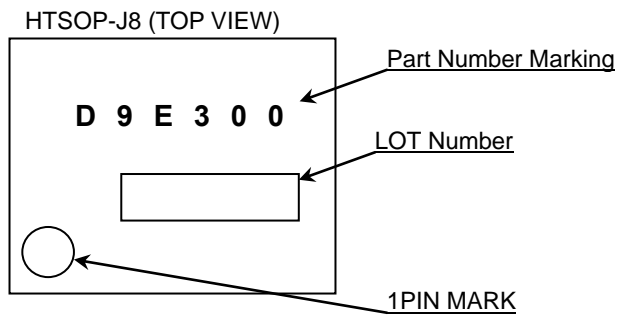 HTSOP-J8 (TOP VIEW)
Part Number Marking
D 9 E 3 0 0
LOT Number
1PIN MARK